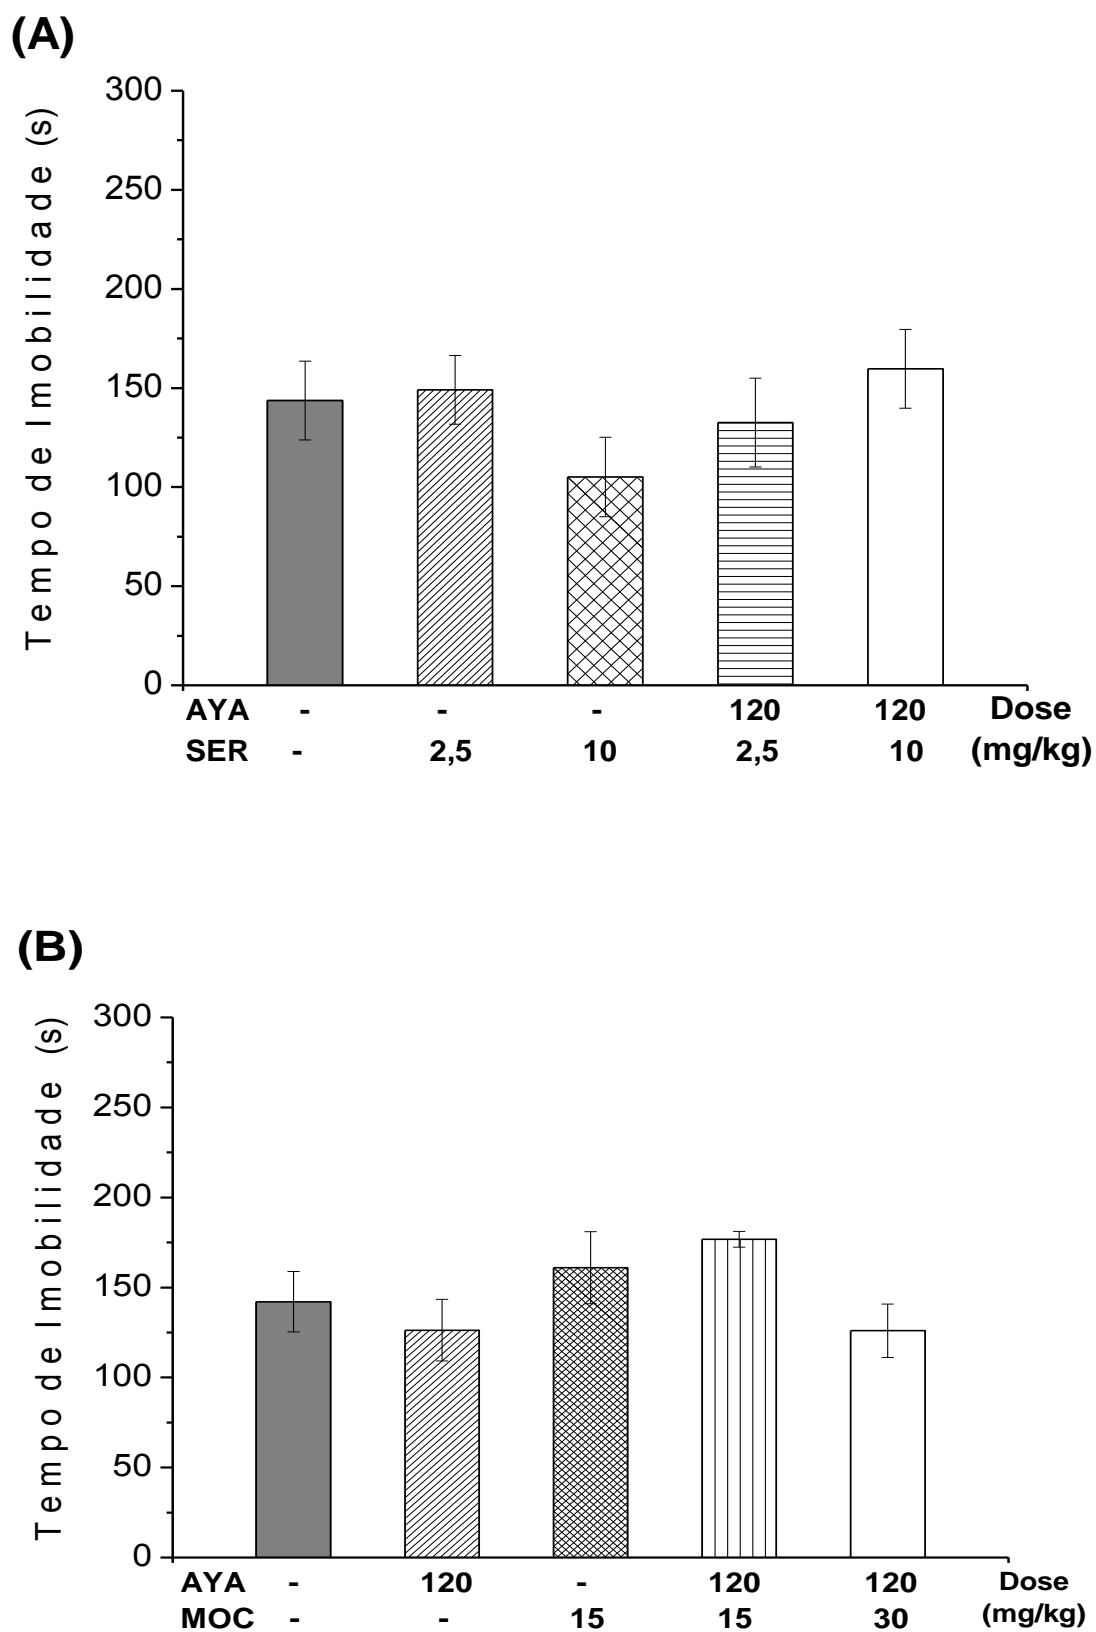 (A)
Tempo de Imobilidade (s)
300
250
200
150
100
50
0
AYA - - - 120 120 Dose
SER - 2,5 10 2,5 10 (mg/kg)
(B)
Tempo de Imobilidade (s)
300
250
200
150
100
50
0
AYA - 120 - 120 120 Dose
MOC - - 15 15 30 (mg/kg)